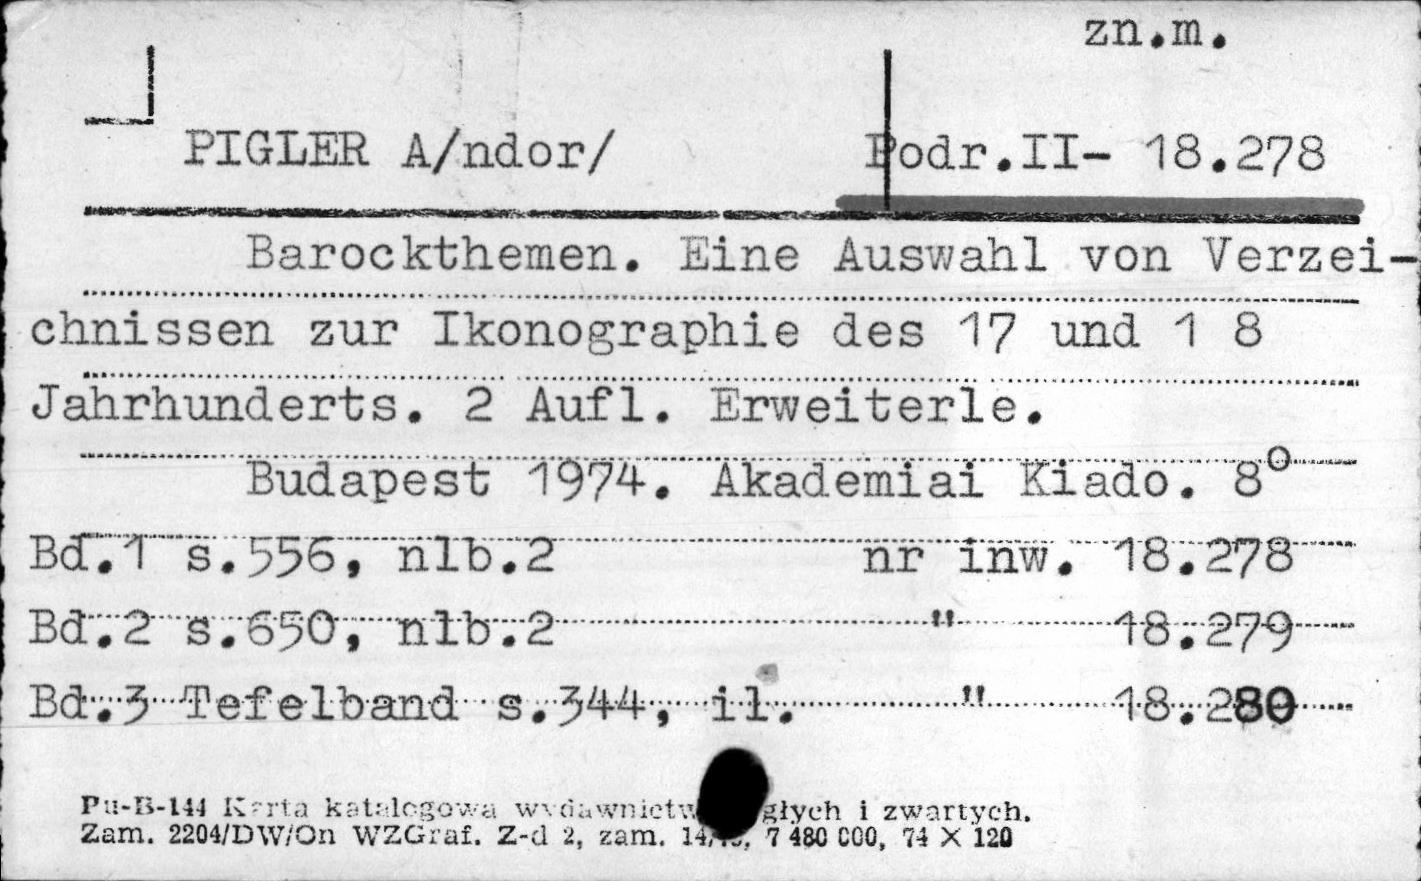 zn.m.
PIGLER A/ndor/ Podr.II- 18.278
Barockthemen. Eine Auswahl von Verzei-
chnissen zur Ikonographie des 17 und 1 8
Jahrhunderts. 2 Aufl. Erweiterle.
Budapest 1974. Akademiai Kiado. 8°
Bd.1 s.556, nlb.2 nr inw. 18.278
Bd.2 s.650, nlb.2 " 18.279
Bd.3 Tefelband s.344, il. " 18.280
Pu-B-144 Karta katalogowa i zwartych.
Zam. 2204/DW/On WZGraf. Z-d 2, zam. 7 480 000, 74 X 120